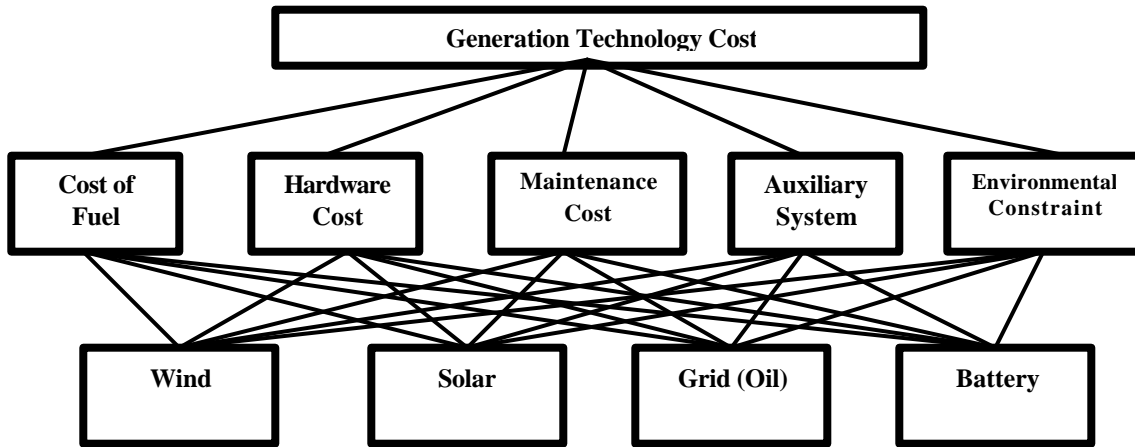 Generation Technology Cost
Cost of
Fuel
Hardware
Cost
Maintenance
Cost
Auxiliary
System
Environmental
Constraint
Wind
Solar
Grid (Oil)
Battery